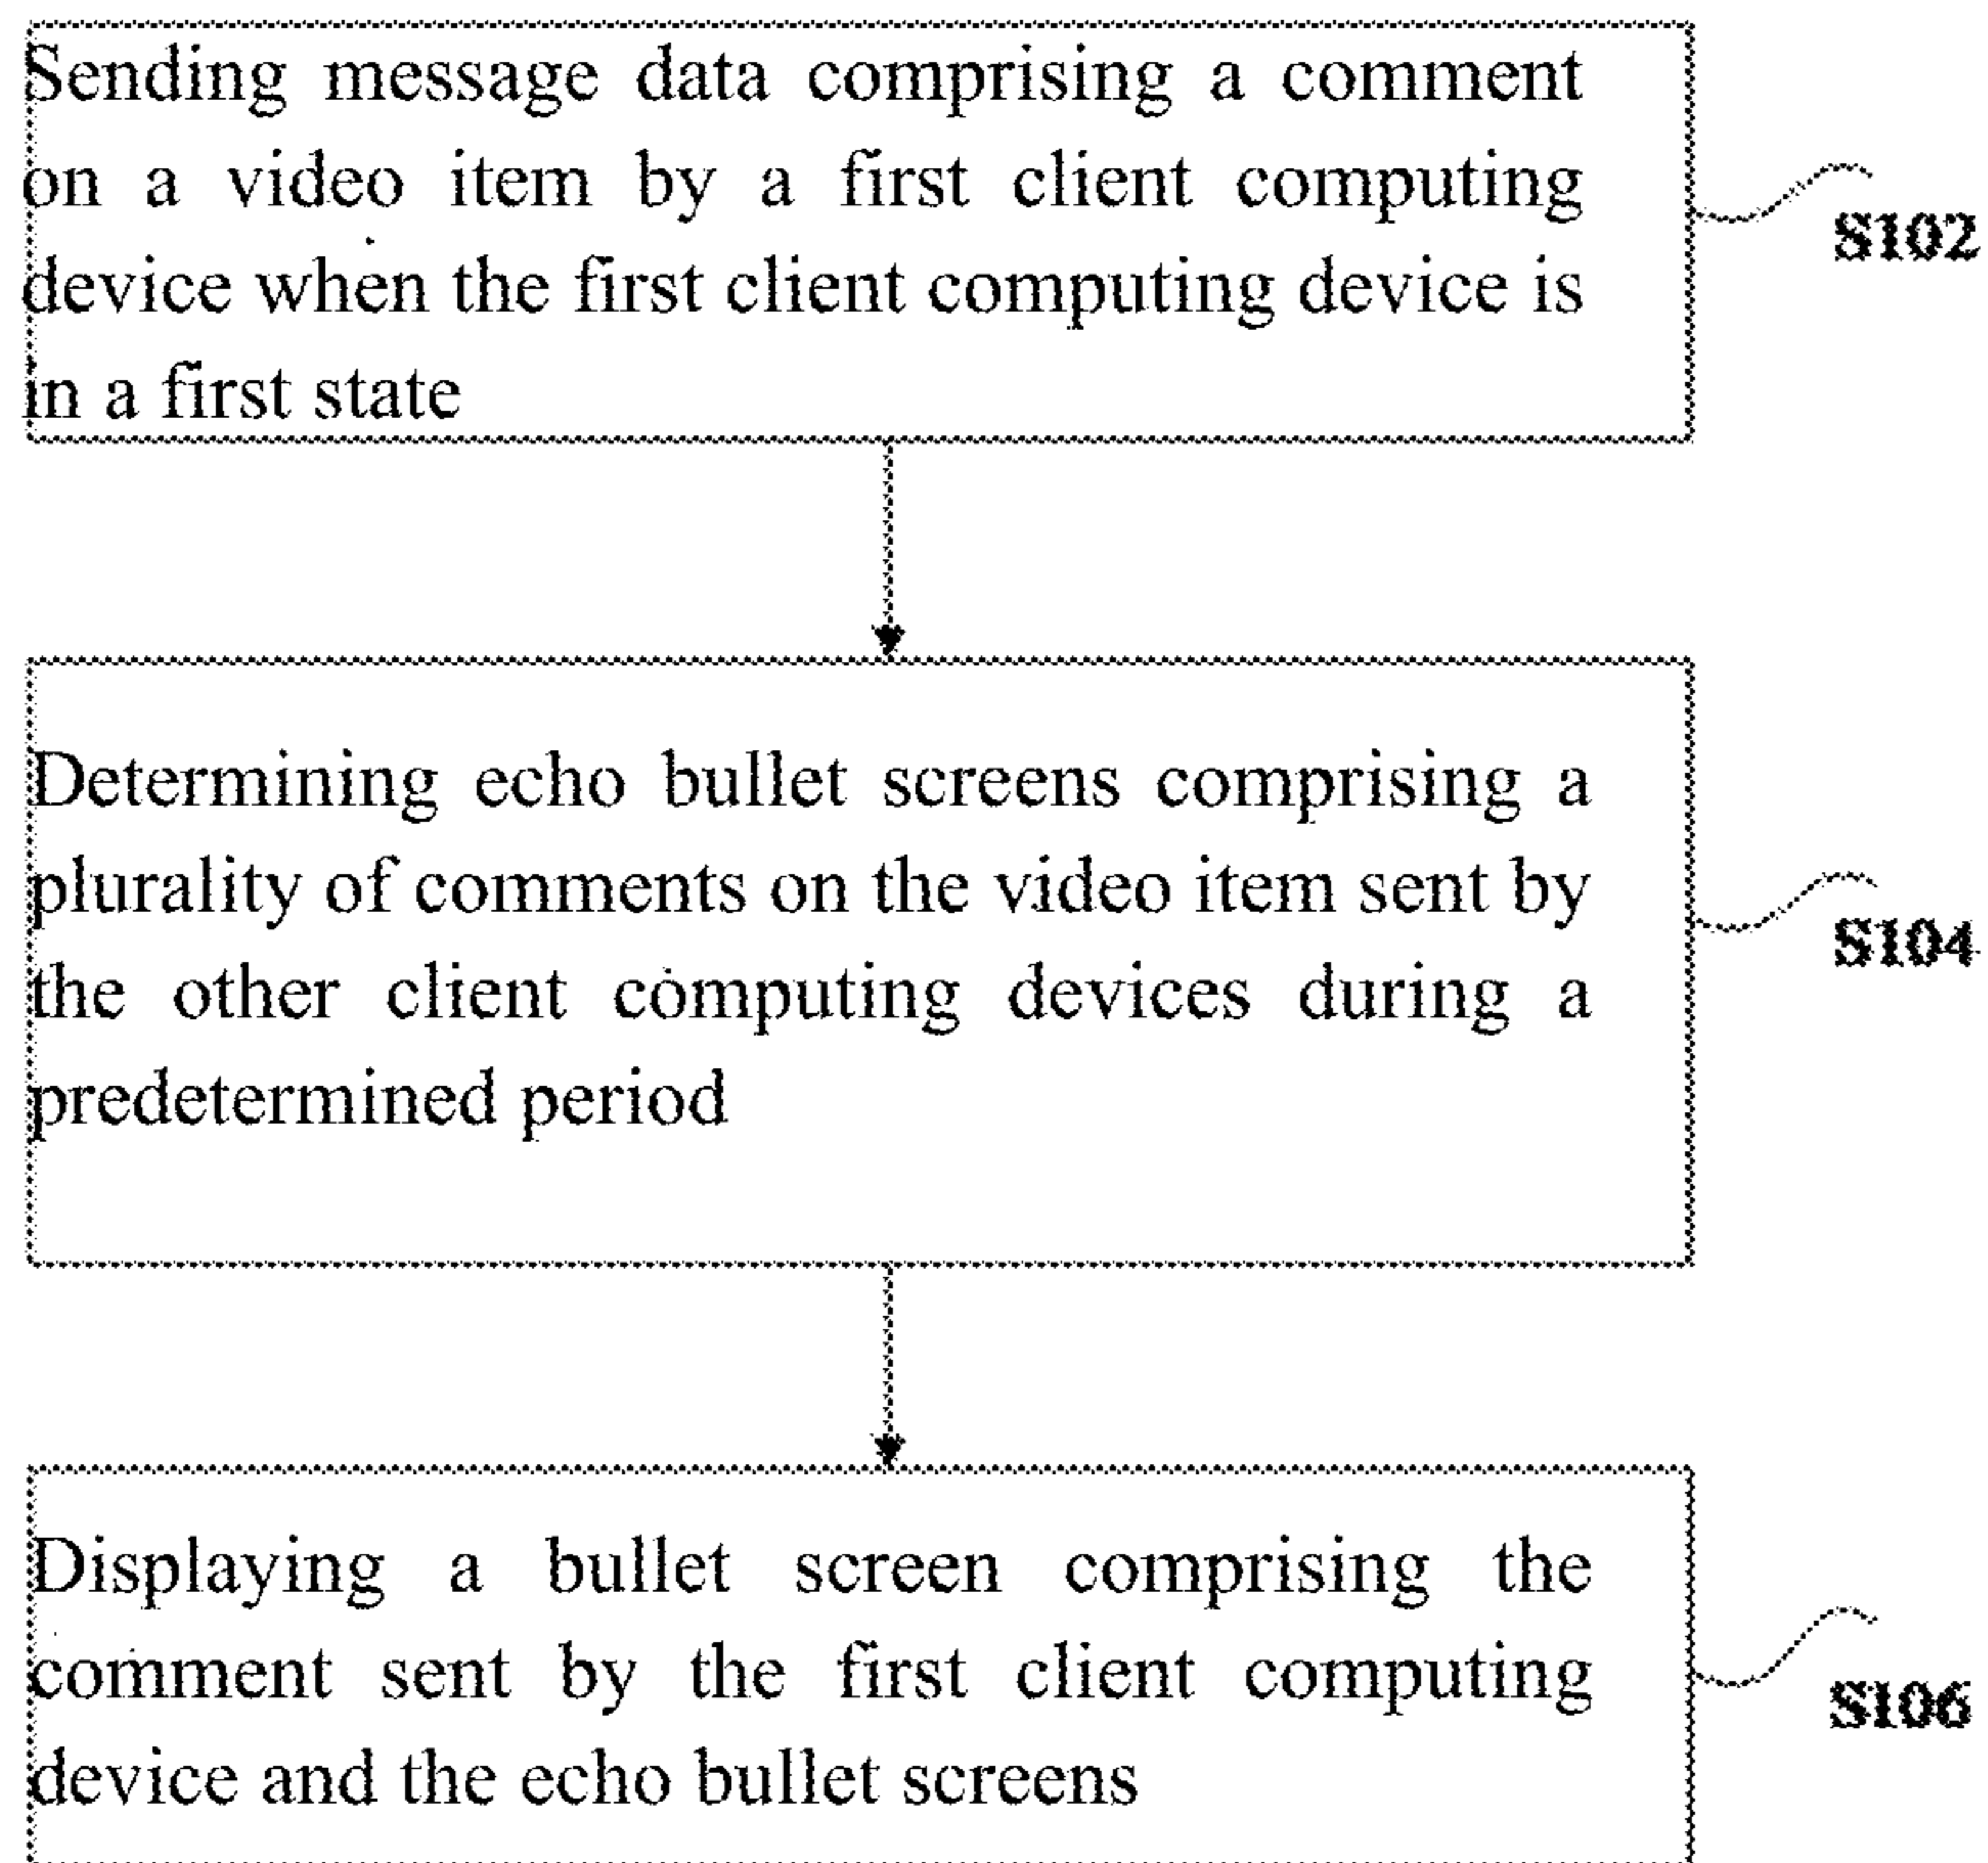 Sending message data comprising a comment
on a video item by a first client computing
S102
device when the first client computing device is
in a first state
Determining echo bullet screens comprising a
plurality of comments on the video item sent by
S104
the other client computing devices during a
predetermined period
Displaying a bullet screen comprising the
comment sent by the first client computing
S106
device and the echo bullet screens